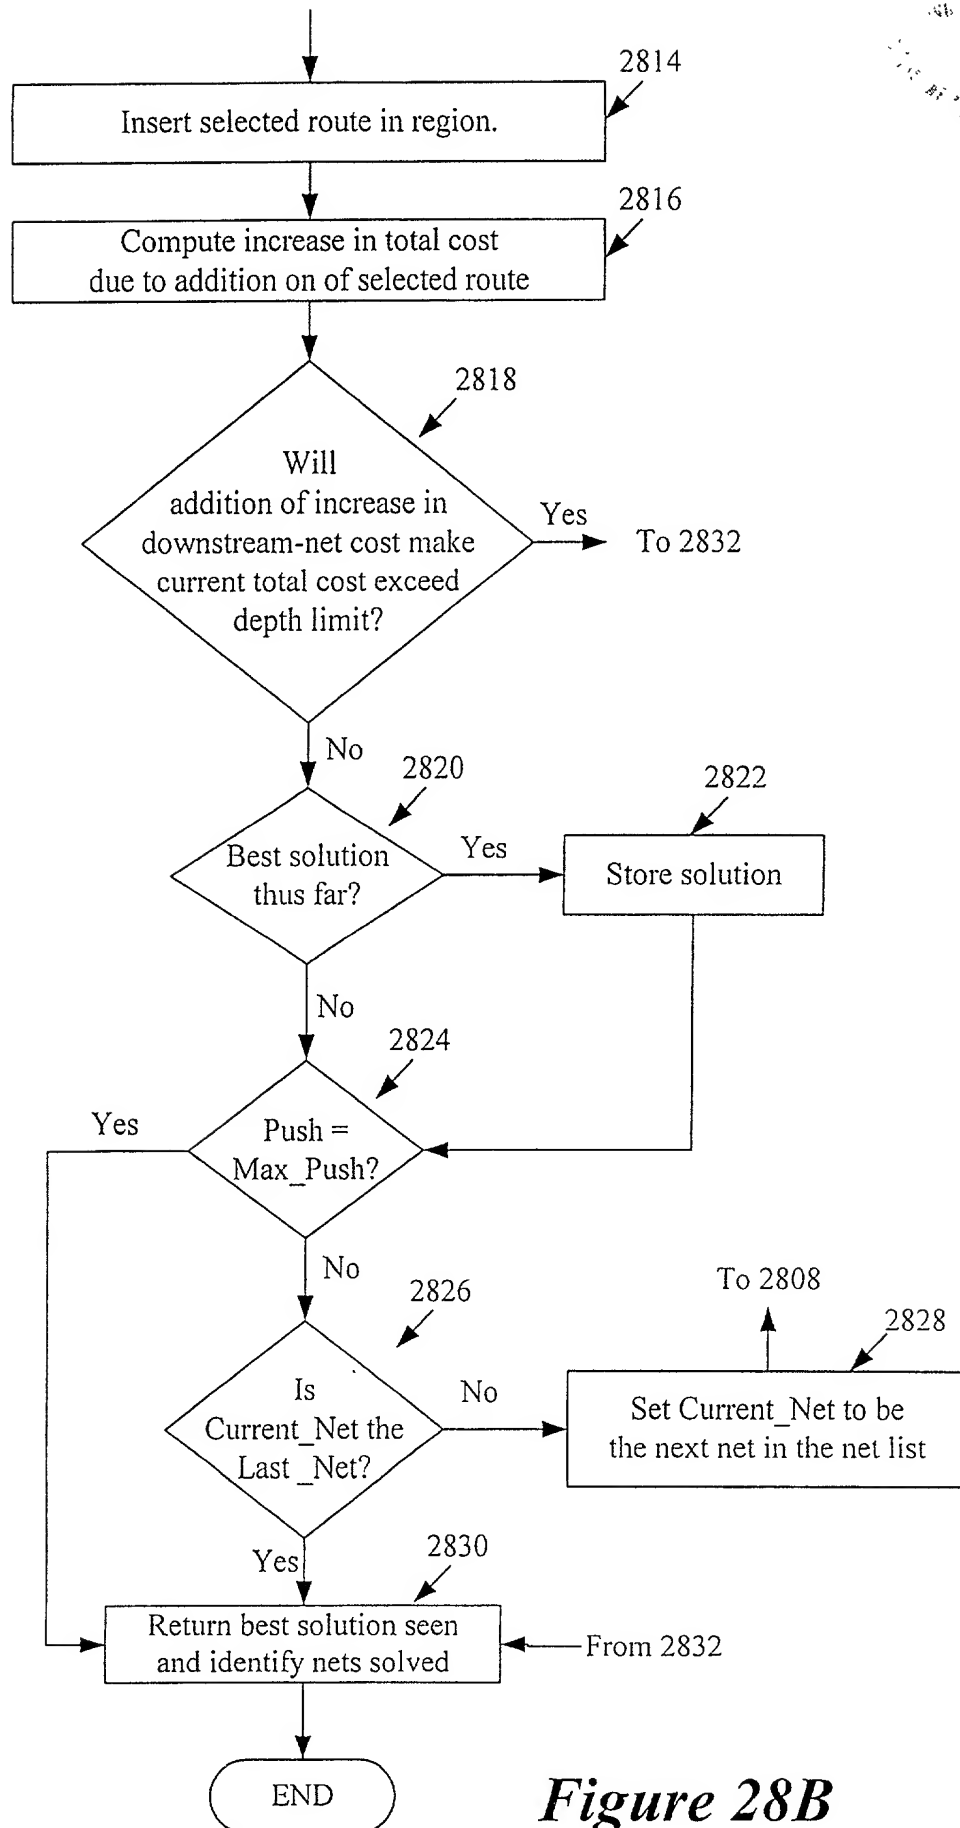 2814
Insert selected route in region.
2816
Compute increase in total cost
due to addition on of selected route
2818
Will
addition of increase in
downstream-net cost make
current total cost exceed
depth limit?
Yes
To 2832
No
2820
2822
Best solution
thus far?
Yes
Store solution
No
2824
Yes
Push =
Max_Push?
No
2826
To 2808
2828
Is
Current_Net the
Last _Net?
No
Set Current_Net to be
the next net in the net list
Yes
2830
Return best solution seen
and identify nets solved
From 2832
END
Figure 28B